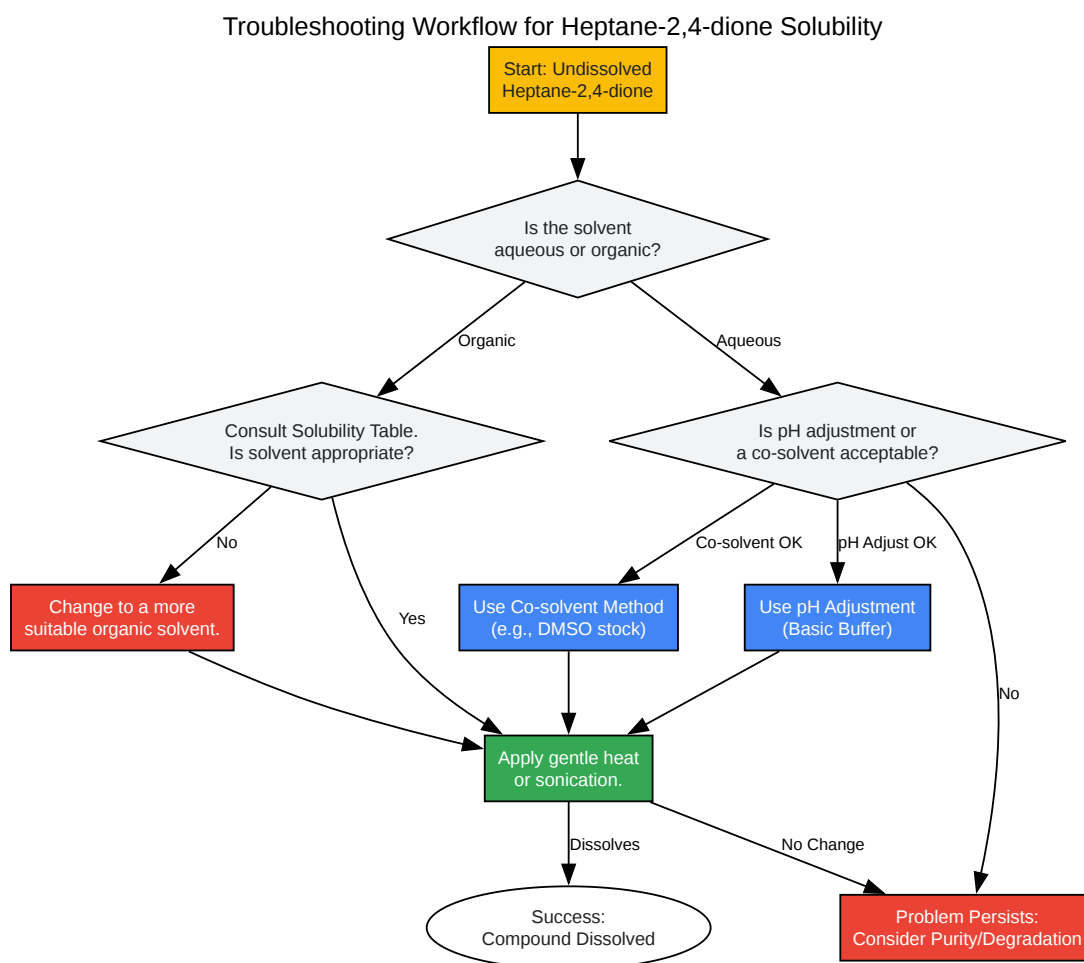 Troubleshooting Workflow for Heptane-2,4-dione Solubility
Start: Undissolved
Heptane-2,4-dione
Is the solvent
aqueous or organic?
Organic
Aqueous
Consult Solubility Table.
Is solvent appropriate?
Is pH adjustment or
a co-solvent acceptable?
No
Co-solvent OK
pH Adjust OK
Change to a more
suitable organic solvent.
Yes
Use Co-solvent Method
(e.g., DMSO stock)
Use pH Adjustment
(Basic Buffer)
No
Apply gentle heat
or sonication.
Dissolves
No Change
Success:
Compound Dissolved
Problem Persists:
Consider Purity/Degradation